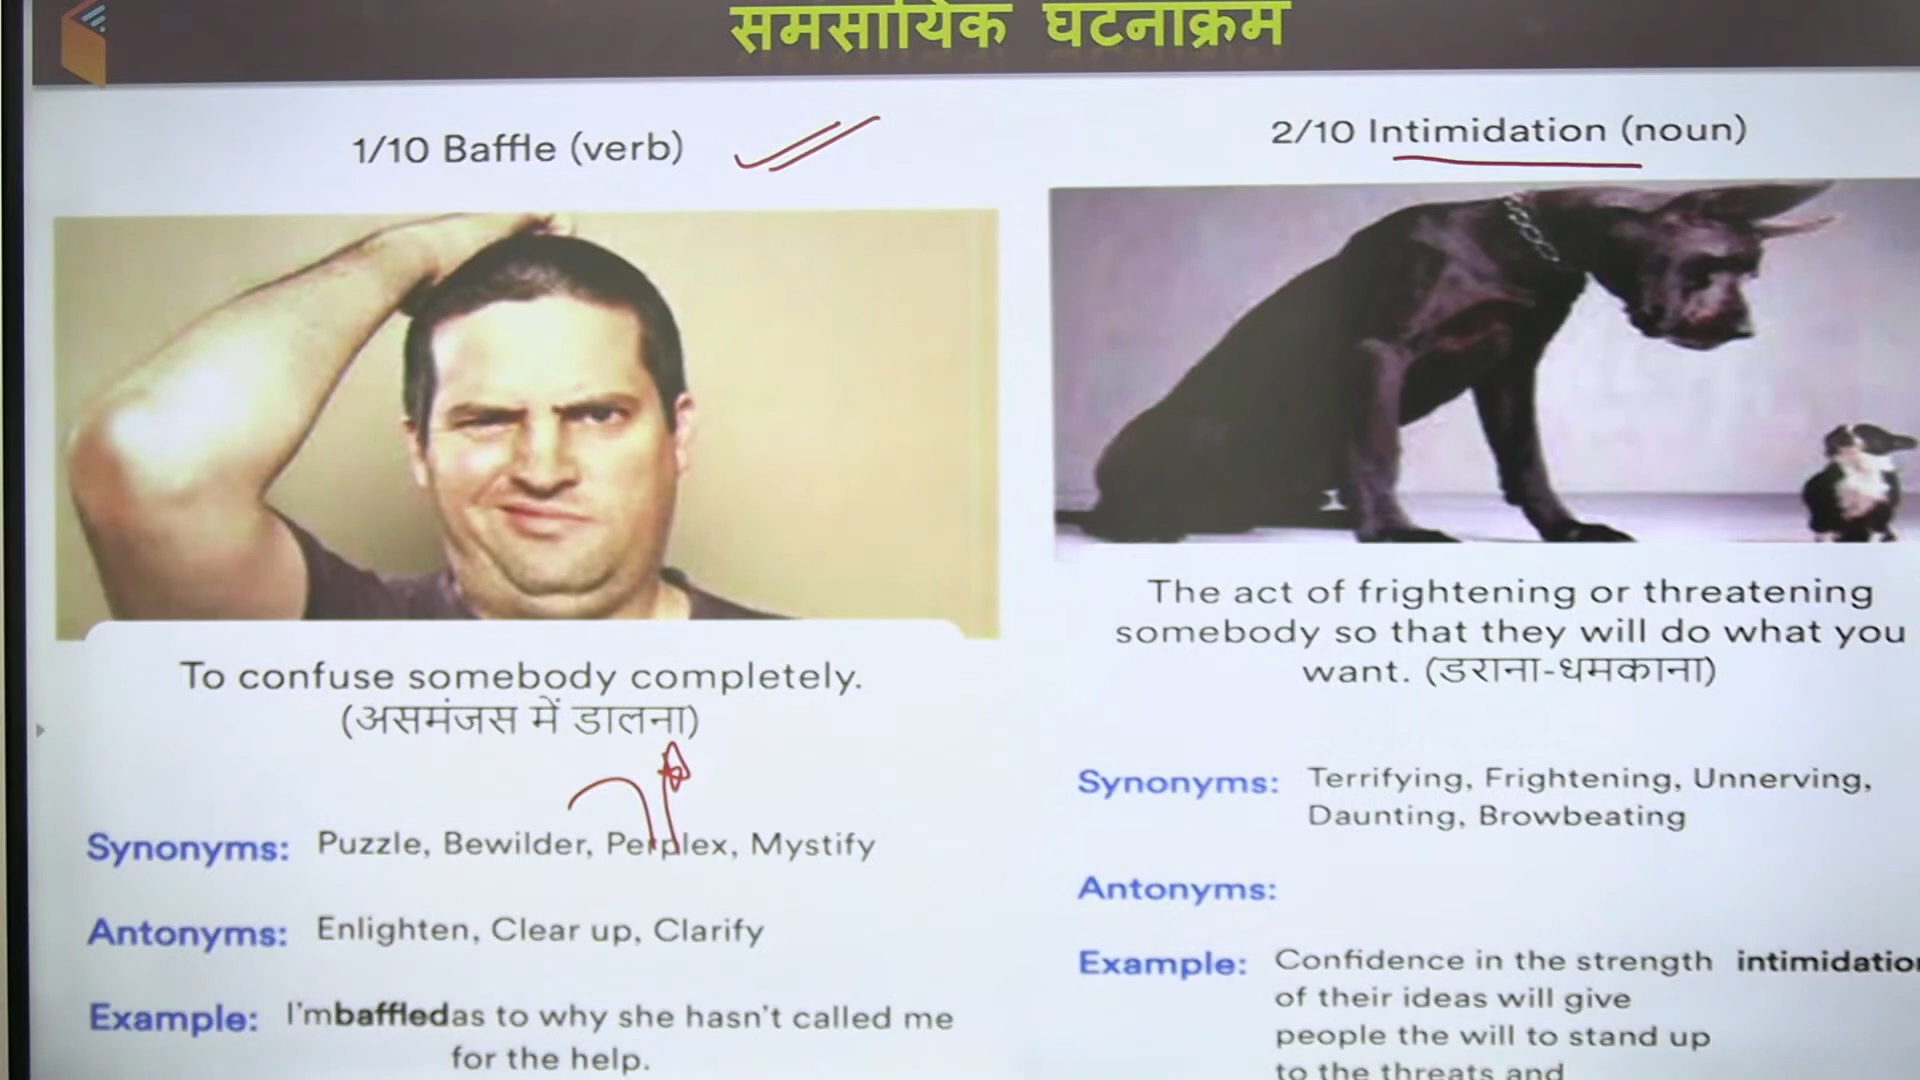 समसायिक घटनाक्रम
1/10 Baffle (verb)
To confuse somebody completely.
(असमंजस में डालना)
Synonyms: Puzzle, Bewilder, Perplex, Mystify
Antonyms: Enlighten, Clear up, Clarify
Example: I'mbaffledas to why she hasn't called me
for the help.
2/10 Intimidation (noun)
The act of frightening or threatening
somebody so that they will do what you
want. (डराना-धमकाना)
Synonyms: Terrifying, Frightening, Unnerving,
Daunting, Browbeating
Antonyms:
Example: Confidence in the strength intimidation
of their ideas will give
people the will to stand up
to the threats and